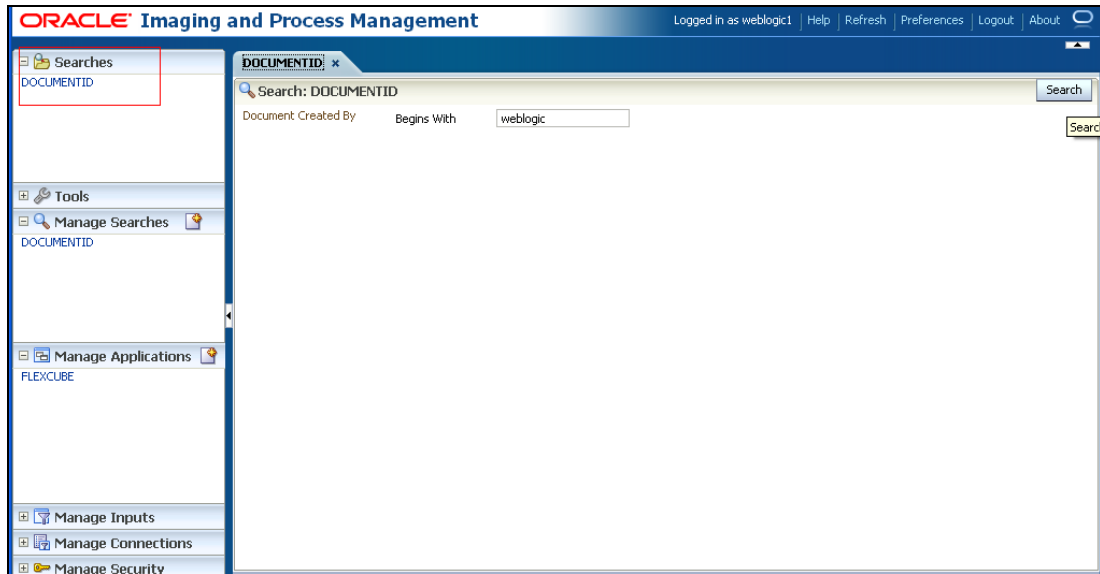 ORACLE Imaging and Process Management
Logged in as weblogic1 | Help | Refresh | Preferences | Logout | About
Searches
DOCUMENTID
Tools
Manage Searches
DOCUMENTID
Manage Applications
FLEXCUBE
Manage Inputs
Manage Connections
Manage Security
DOCUMENTID
Search: DOCUMENTID
Search
Document Created By Begins With weblogic
Searc